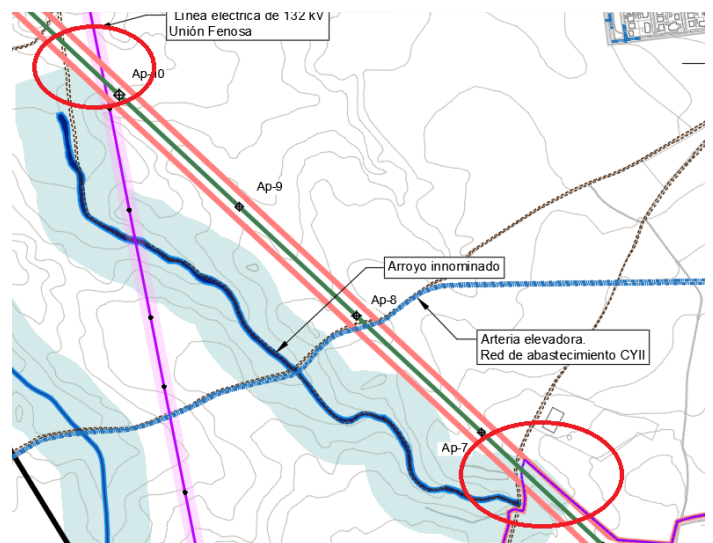 Línea eléctrica de 132 kV
Unión Fenosa
Ap-10
Ap-9
Arroyo innominado
Ap-8
Arteria elevadora.
Red de abastecimiento CYII
Ap-7